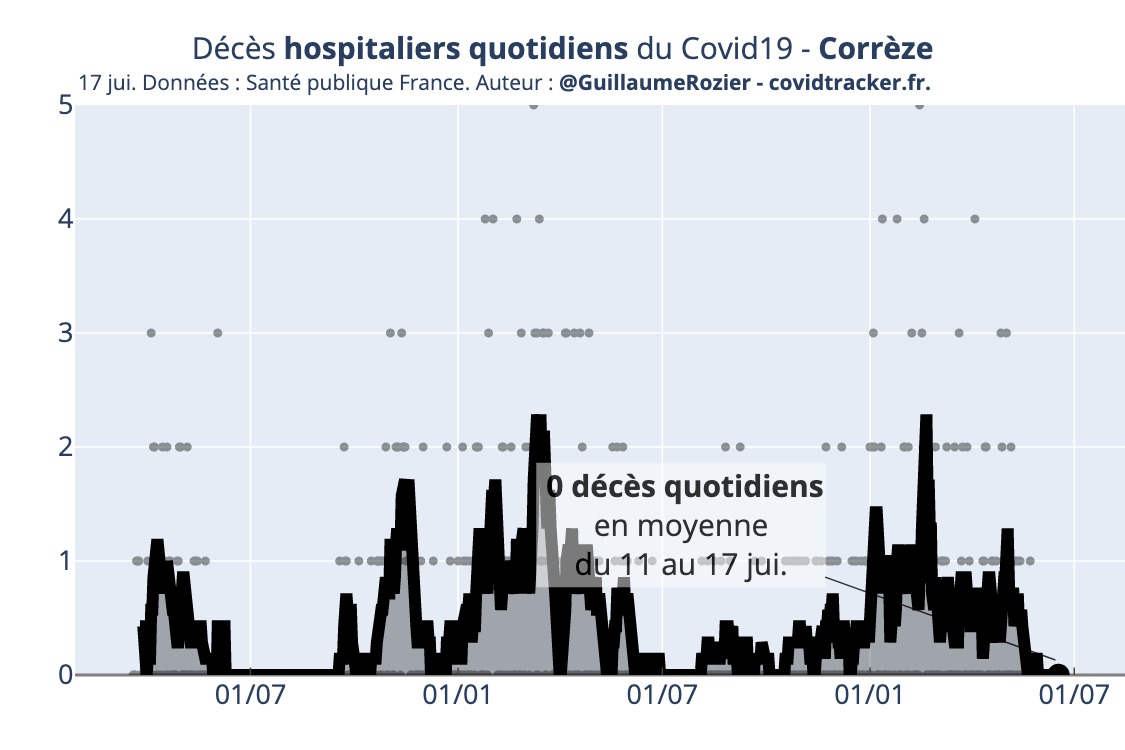 Décès hospitaliers quotidiens du Covid19 - Corrèze
17 jui. Données : Santé publique France. Auteur : @GuillaumeRozier - covidtracker.fr.
5
4
3
2
0 décès quotidiens
en moyenne
du 11 au 17 jui.
1
0
01/07
01/01
01/07
01/01
01/07